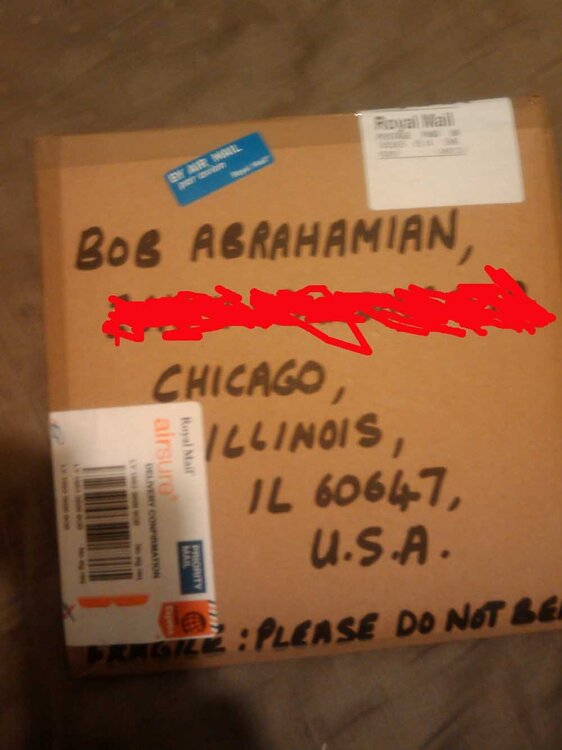 BY AIR MAIL
Royal Mail
BOB ABRAHAMIAN,
CHICAGO,
ILLINOIS,
IL 60647,
U.S.A.
Royal Mail
airsure
DELIVERY CONFIRMATION
PRIORITY
MAIL
FRAGILE : PLEASE DO NOT BE